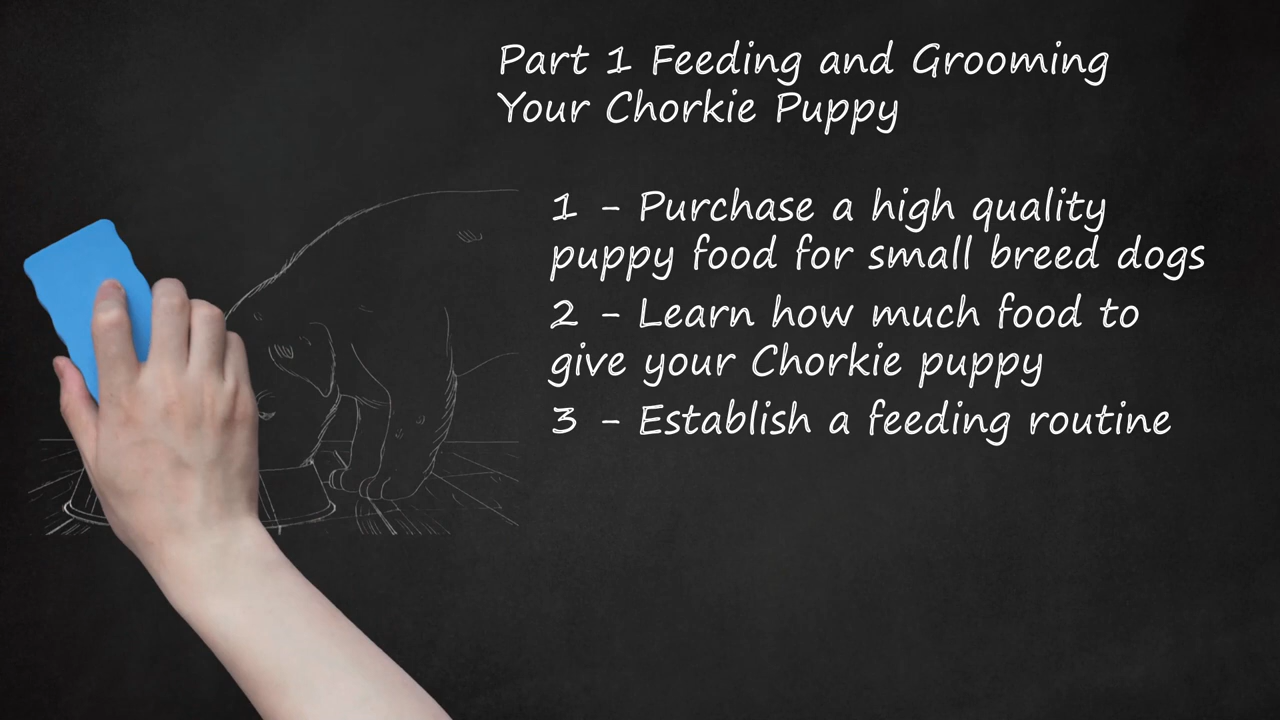 Part 1 Feeding and Grooming
Your Chorkie Puppy
1 - Purchase a high quality
puppy food for small breed dogs
2 - Learn how much food to
give your Chorkie puppy
3 - Establish a feeding routine